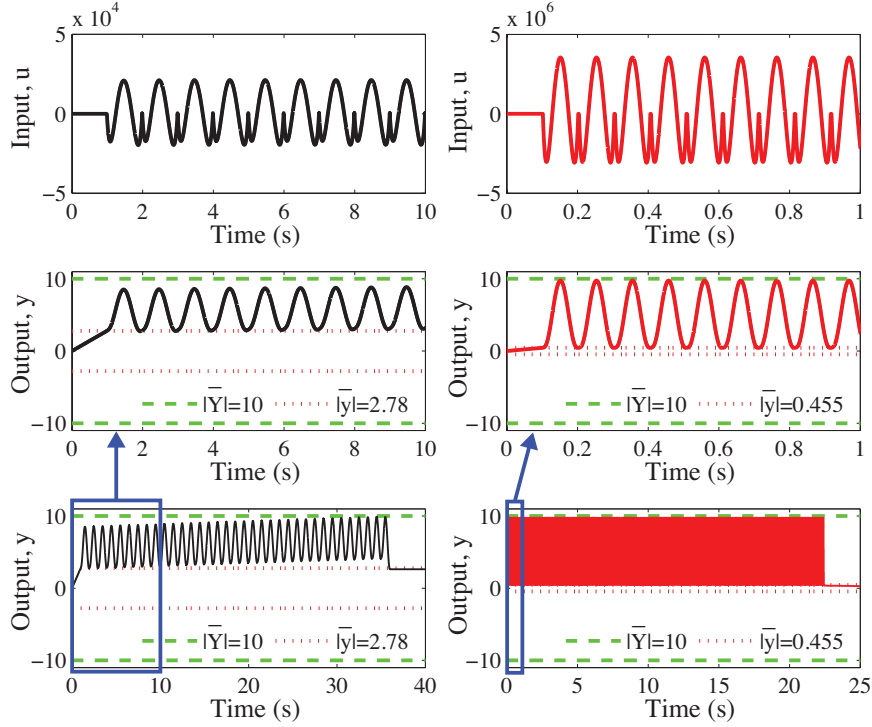 x 10⁴
5
0
−5
Input, u
0 2 4 6 8 10
Time (s)
x 10⁶
5
0
−5
Input, u
0 0.2 0.4 0.6 0.8 1
Time (s)
10
0
−10
Output, y
|Y̅|=10 |y̅|=2.78
0 2 4 6 8 10
Time (s)
10
0
−10
Output, y
|Y̅|=10 |y̅|=0.455
0 0.2 0.4 0.6 0.8 1
Time (s)
10
0
−10
Output, y
|Y̅|=10 |y̅|=2.78
0 10 20 30 40
Time (s)
10
0
−10
Output, y
|Y̅|=10 |y̅|=0.455
0 5 10 15 20 25
Time (s)